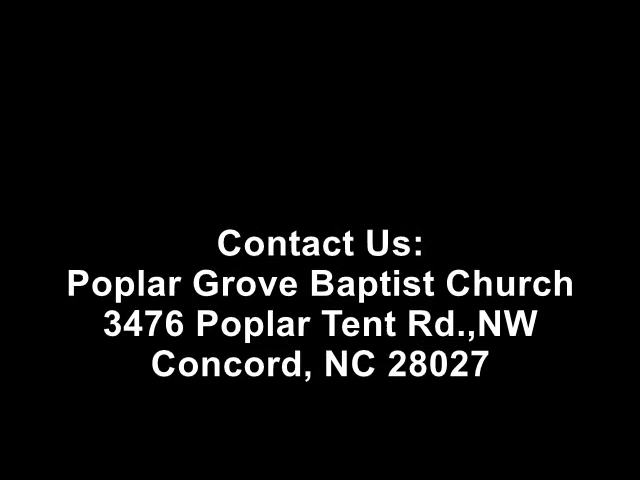 Contact Us:
Poplar Grove Baptist Church
3476 Poplar Tent Rd.,NW
Concord, NC 28027